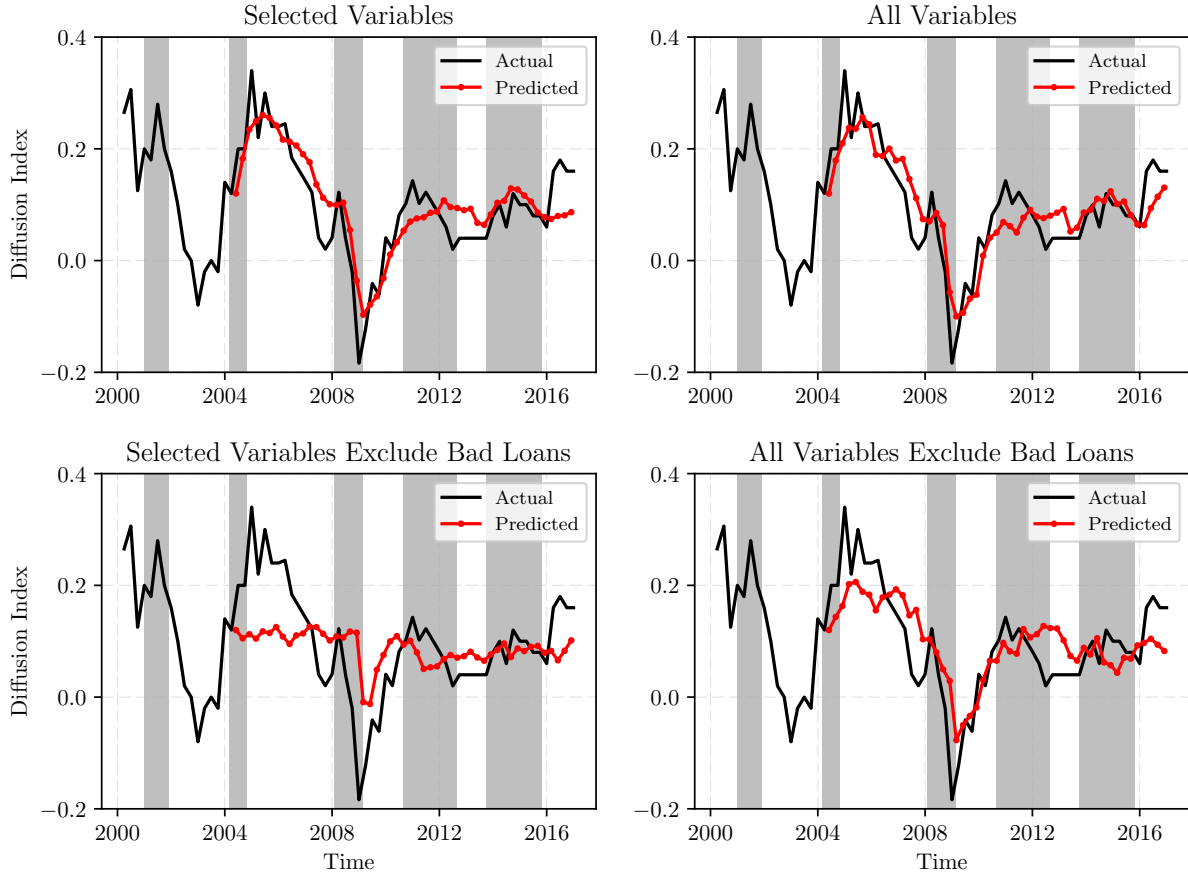 Selected Variables
0.4
0.2
0.0
−0.2
Diffusion Index
Actual
Predicted
2000
2004
2008
2012
2016
All Variables
0.4
0.2
0.0
−0.2
Actual
Predicted
2000
2004
2008
2012
2016
Selected Variables Exclude Bad Loans
0.4
0.2
0.0
−0.2
Diffusion Index
Actual
Predicted
2000
2004
2008
2012
2016
Time
All Variables Exclude Bad Loans
0.4
0.2
0.0
−0.2
Actual
Predicted
2000
2004
2008
2012
2016
Time